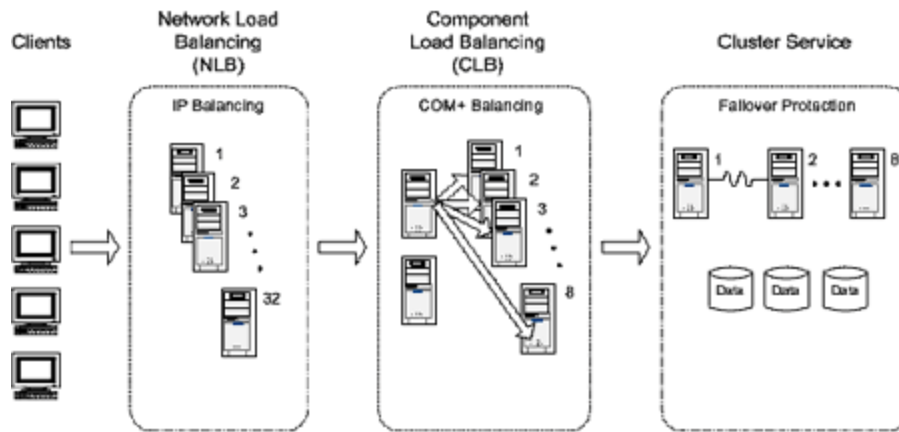 Clients
Network Load
Balancing
(NLB)
Component
Load Balancing
(CLB)
Cluster Service
IP Balancing
1
2
3
32
COM+ Balancing
1
2
3
8
Failover Protection
1
2
8
Data
Data
Data